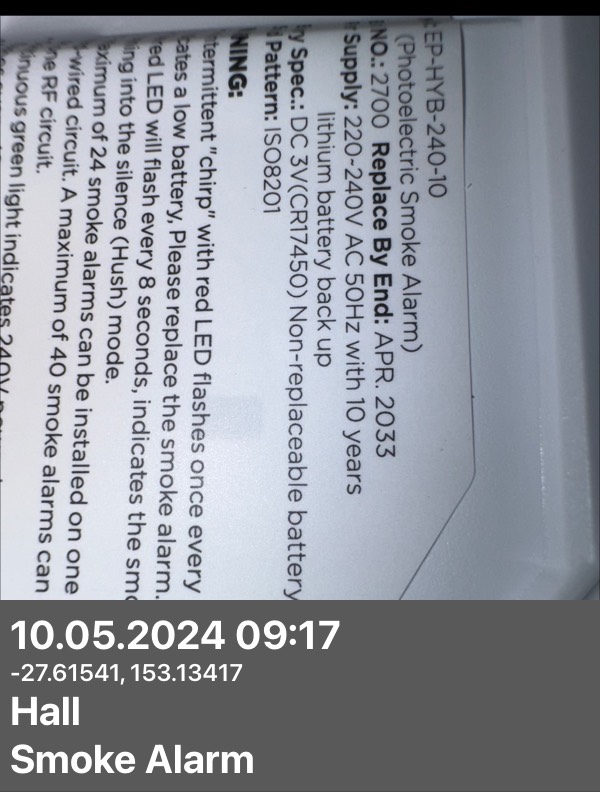 EP-HYB-240-10
(Photoelectric Smoke Alarm)
NO.: 2700 Replace By End: APR. 2033
Supply: 220-240V AC 50Hz with 10 years
lithium battery back up
Spec.: DC 3V(CR17450) Non-replaceable battery
Pattern: ISO8201
NING:
termittent "chirp" with red LED flashes once every
ates a low battery. Please replace the smoke alarm.
ed LED will flash every 8 seconds, indicates the smo
ing into the silence (Hush) mode.
aximum of 24 smoke alarms can be installed on one
wired circuit. A maximum of 40 smoke alarms can
ne RF circuit.
inuous green light indicates 240V
10.05.2024 09:17
-27.61541, 153.13417
Hall
Smoke Alarm